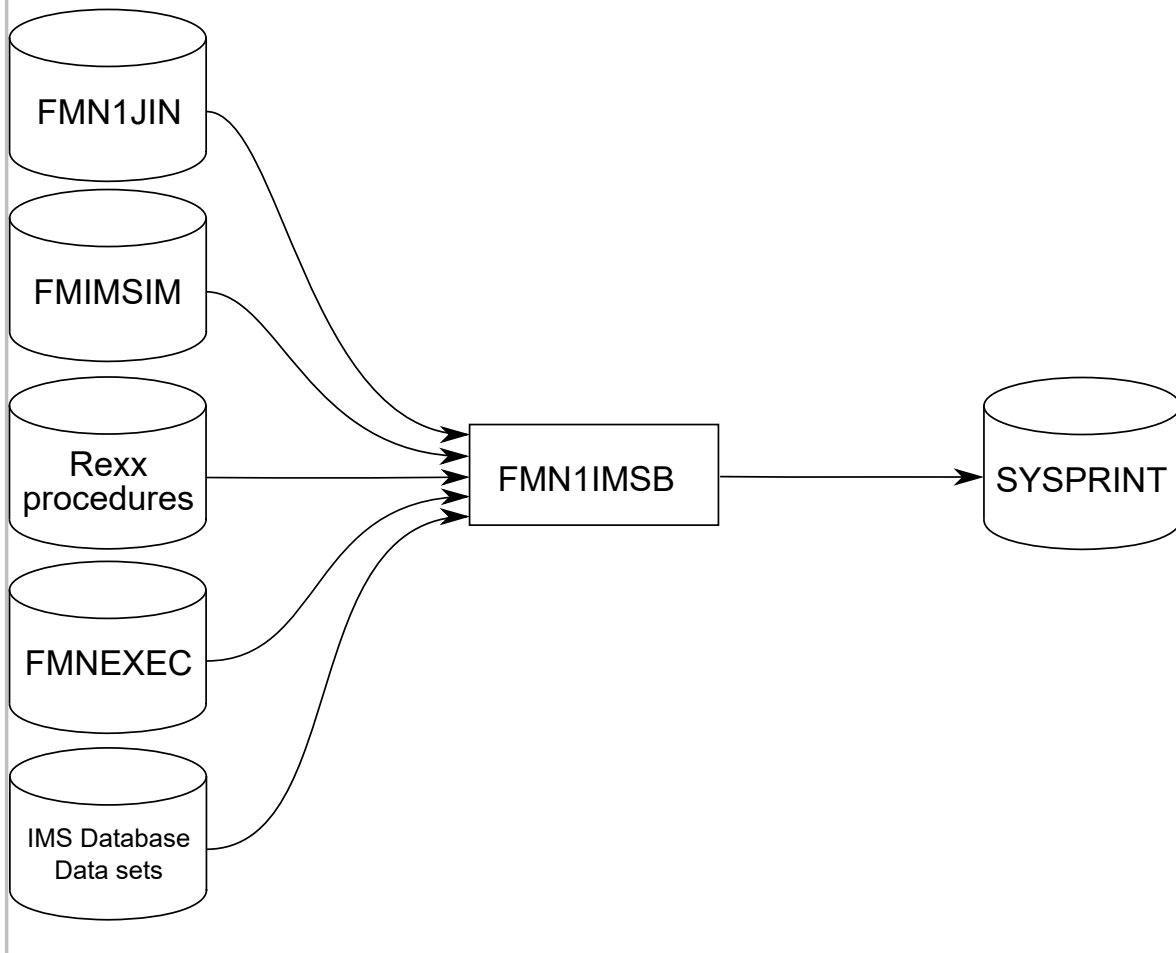 FMN1JIN
FMIMSIM
Rexx
procedures
FMN1IMSB
SYSPRINT
FMNEXEC
IMS Database
Data sets